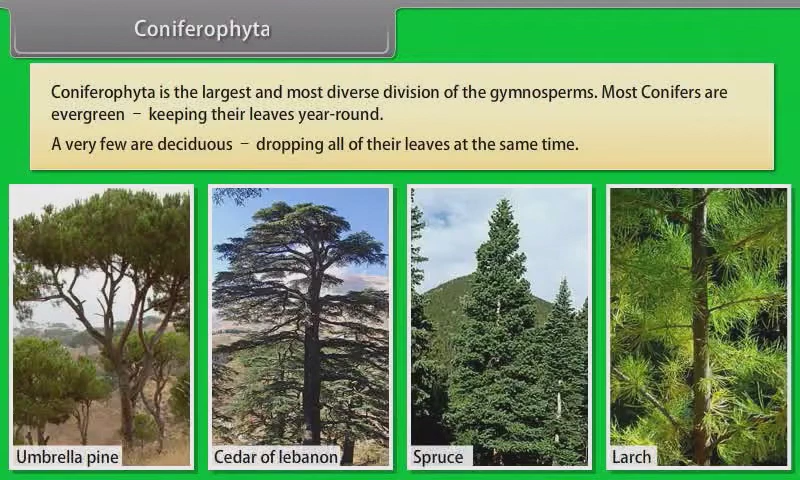 Coniferophyta
Coniferophyta is the largest and most diverse division of the gymnosperms. Most Conifers are
evergreen – keeping their leaves year-round.
A very few are deciduous – dropping all of their leaves at the same time.
Umbrella pine
Cedar of lebanon
Spruce
Larch